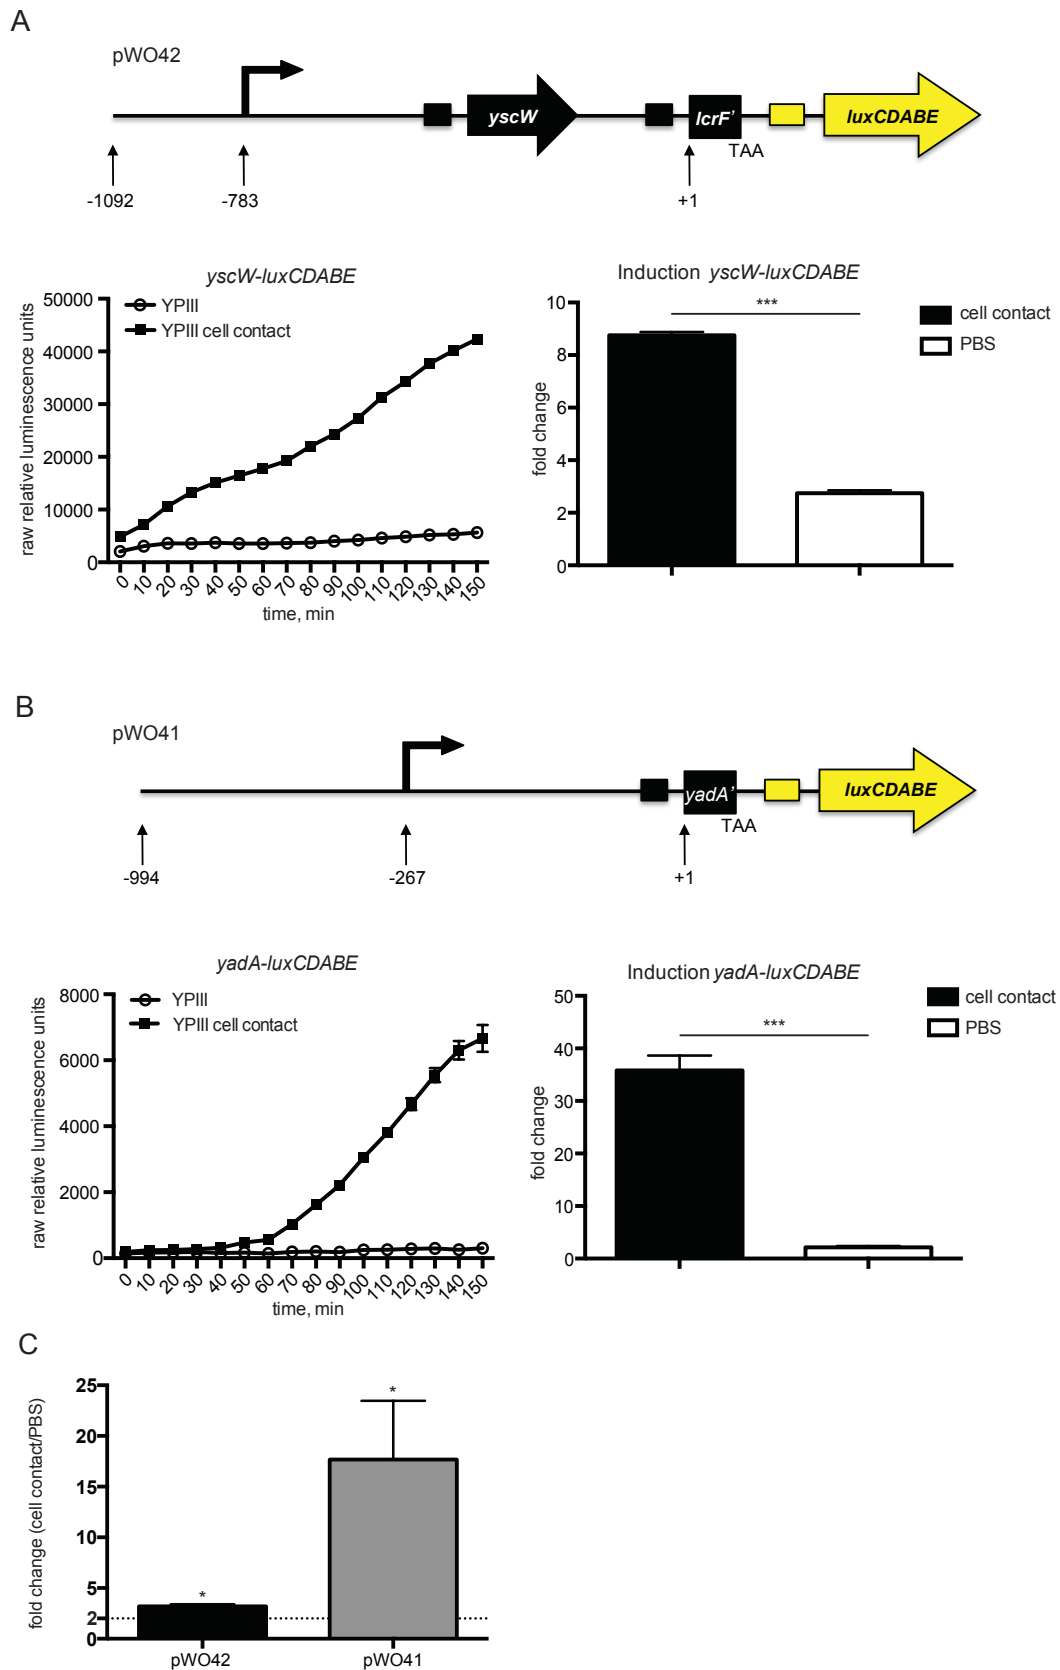 A
pWO42
yscW
lcrF'
luxCDABE
TAA
-1092
-783
+1
yscW-luxCDABE
YPIII
YPIII cell contact
raw relative luminescence units
50000
40000
30000
20000
10000
0
0 10 20 30 40 50 60 70 80 90 100 110 120 130 140 150
time, min
Induction yscW-luxCDABE
***
cell contact
PBS
fold change
10
8
6
4
2
0
B
pWO41
yadA'
luxCDABE
TAA
-994
-267
+1
yadA-luxCDABE
YPIII
YPIII cell contact
raw relative luminescence units
8000
6000
4000
2000
0
0 10 20 30 40 50 60 70 80 90 100 110 120 130 140 150
time, min
Induction yadA-luxCDABE
***
cell contact
PBS
fold change
50
40
30
20
10
0
C
fold change (cell contact/PBS)
25
20
15
10
5
2
0
*
*
pWO42
pWO41